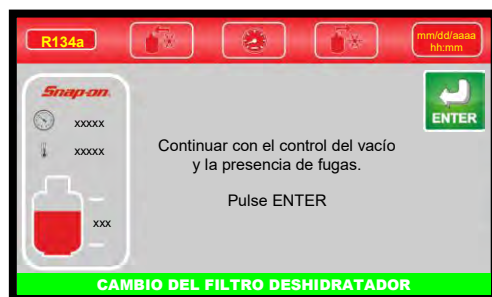 R134a
mm/dd/aaaa
hh:mm
Snap-on
xxxxx
xxxxx
xxx
ENTER
Continuar con el control del vacío
y la presencia de fugas.
Pulse ENTER
CAMBIO DEL FILTRO DESHIDRATADOR